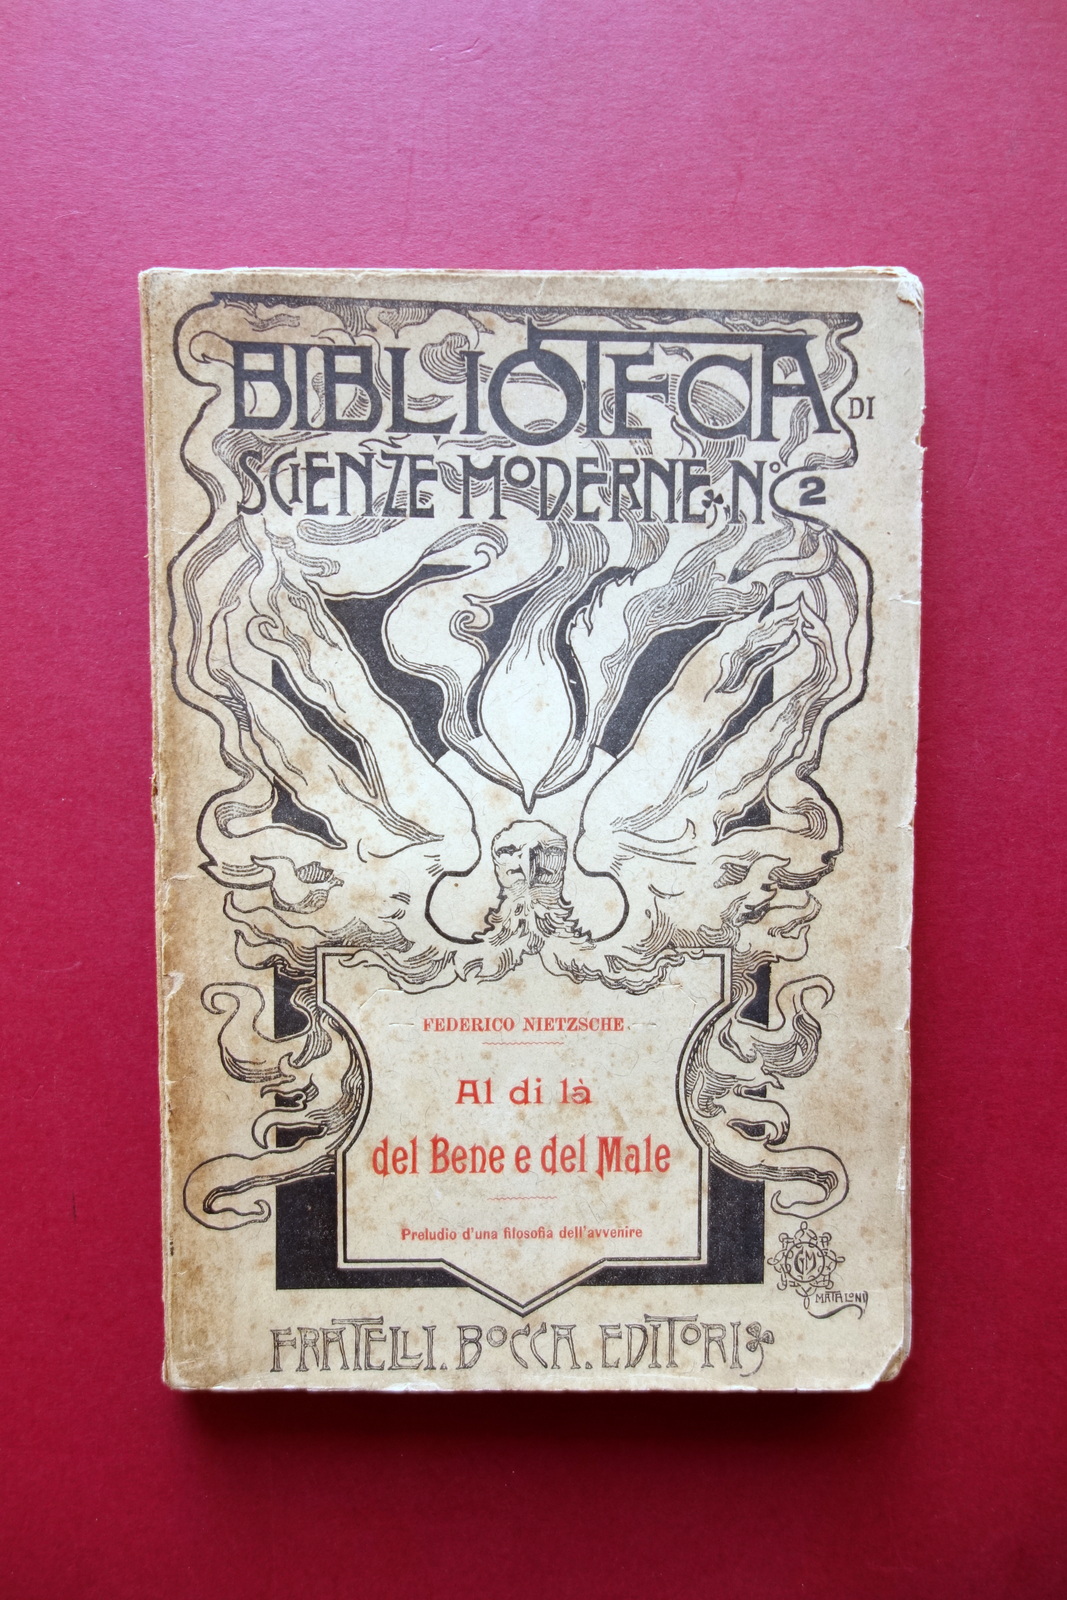 BIBLIOTECA DI
SCIENZE MODERNE N° 2
FEDERICO NIETZSCHE.
Al di là
del Bene e del Male
Preludio d'una filosofia dell'avvenire
GM
MATALONI
FRATELLI. BOCCA. EDITORI